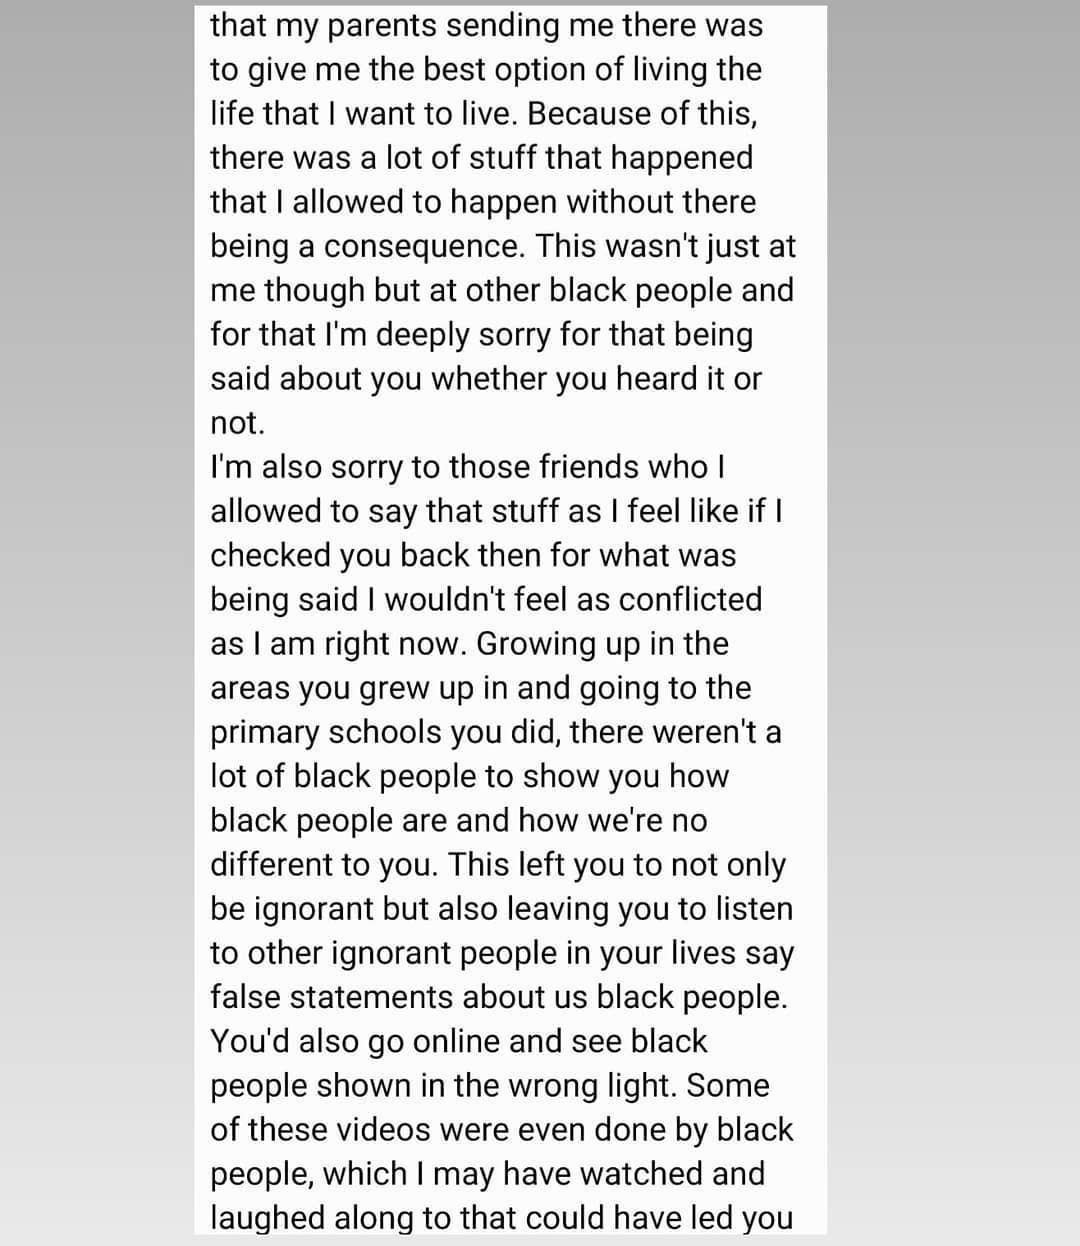 that my parents sending me there was
to give me the best option of living the
life that I want to live. Because of this,
there was a lot of stuff that happened
that I allowed to happen without there
being a consequence. This wasn't just at
me though but at other black people and
for that I'm deeply sorry for that being
said about you whether you heard it or
not.
I'm also sorry to those friends who I
allowed to say that stuff as I feel like if I
checked you back then for what was
being said I wouldn't feel as conflicted
as I am right now. Growing up in the
areas you grew up in and going to the
primary schools you did, there weren't a
lot of black people to show you how
black people are and how we're no
different to you. This left you to not only
be ignorant but also leaving you to listen
to other ignorant people in your lives say
false statements about us black people.
You'd also go online and see black
people shown in the wrong light. Some
of these videos were even done by black
people, which I may have watched and
laughed along to that could have led you